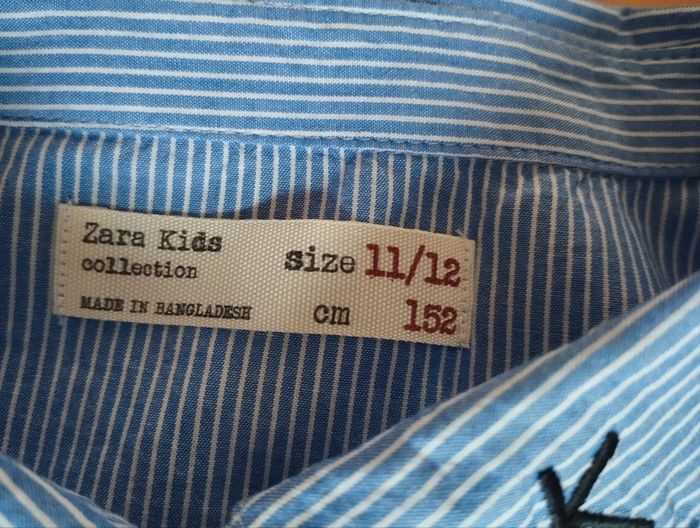 Zara Kids
collection
MADE IN BANGLADESH
size 11/12
cm 152
K